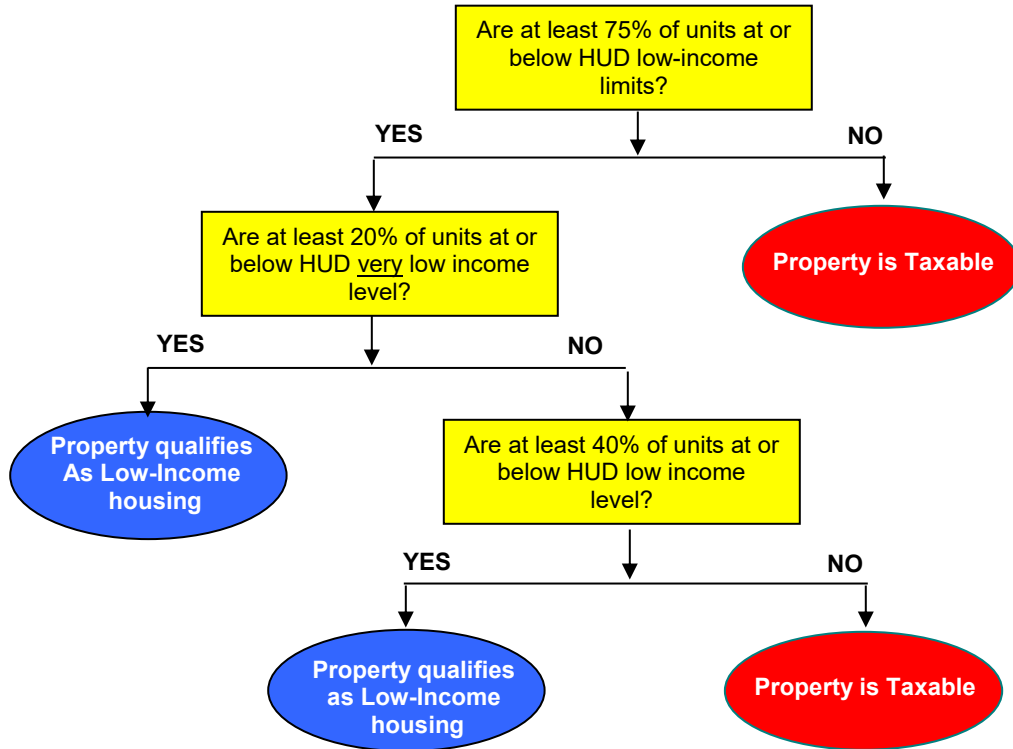 Are at least 75% of units at or
below HUD low-income
limits?
YES
NO
Are at least 20% of units at or
below HUD very low income
level?
Property is Taxable
YES
NO
Property qualifies
As Low-Income
housing
Are at least 40% of units at or
below HUD low income
level?
YES
NO
Property qualifies
as Low-Income
housing
Property is Taxable